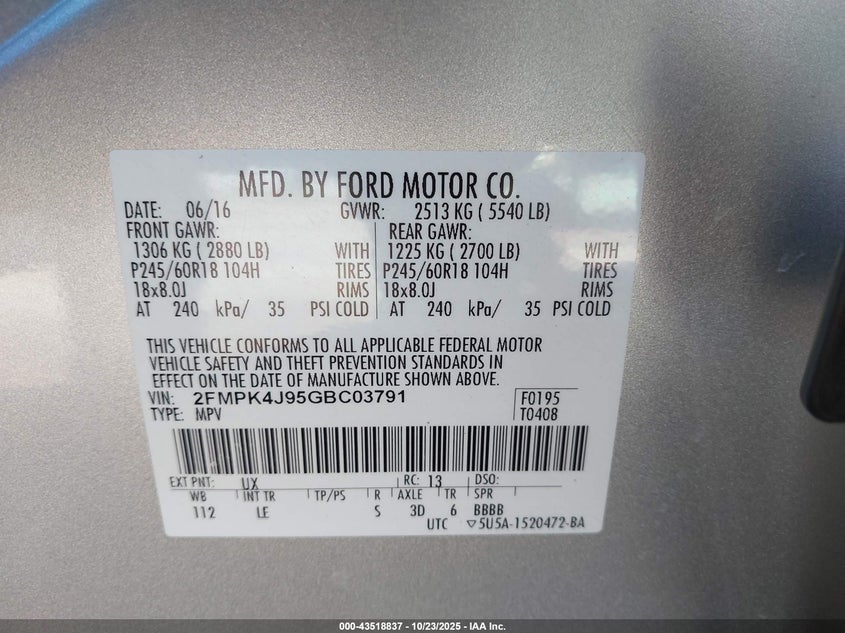 MFD. BY FORD MOTOR CO.
DATE: 06/16 GVWR: 2513 KG ( 5540 LB)
FRONT GAWR: REAR GAWR:
1306 KG ( 2880 LB) WITH 1225 KG ( 2700 LB) WITH
P245/60R18 104H TIRES P245/60R18 104H TIRES
18x8.0J RIMS 18x8.0J RIMS
AT 240 kPa/ 35 PSI COLD AT 240 kPa/ 35 PSI COLD
THIS VEHICLE CONFORMS TO ALL APPLICABLE FEDERAL MOTOR
VEHICLE SAFETY AND THEFT PREVENTION STANDARDS IN
EFFECT ON THE DATE OF MANUFACTURE SHOWN ABOVE.
VIN: 2FMPK4J95GBC03791 F0195
TYPE: MPV T0408
EXT PNT: UX RC: 13 DSO:
WB INT TR TP/PS R AXLE TR SPR
112 LE S 3D 6 BBBB
UTC ▽5U5A-1520472-BA
000-43518837 - 10/23/2025 - IAA Inc.